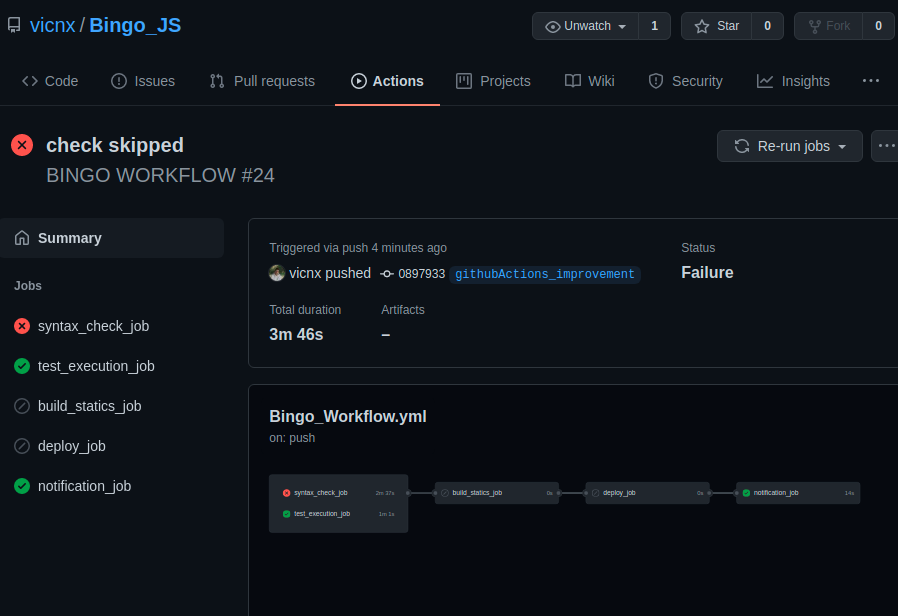 vicnx / Bingo_JS
Unwatch 1 Star 0 Fork 0
Code Issues Pull requests Actions Projects Wiki Security Insights ...
check skipped
BINGO WORKFLOW #24
Re-run jobs ...
Summary
Jobs
syntax_check_job
test_execution_job
build_statics_job
deploy_job
notification_job
Triggered via push 4 minutes ago
vicnx pushed 0897933 githubActions_improvement
Status
Failure
Total duration
3m 46s
Artifacts
–
Bingo_Workflow.yml
on: push
syntax_check_job 2m 37s
test_execution_job 1m 1s
build_statics_job 0s
deploy_job 0s
notification_job 14s